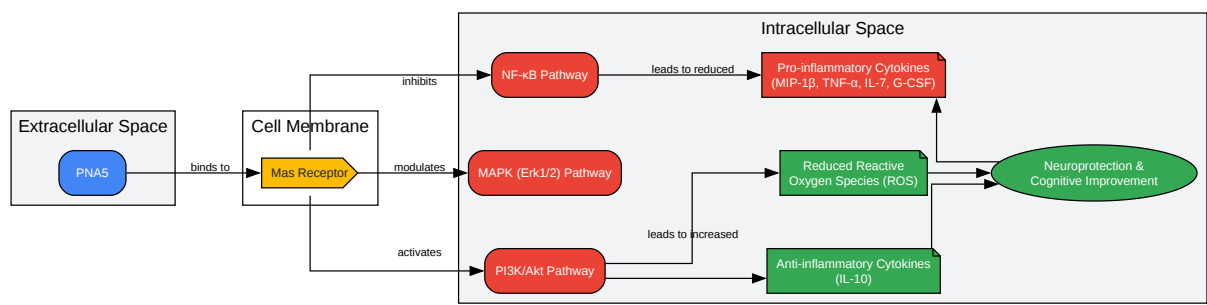 Intracellular Space
Extracellular Space
Cell Membrane
PNA5
binds to
Mas Receptor
inhibits
modulates
activates
NF-κB Pathway
leads to reduced
Pro-inflammatory Cytokines
(MIP-1β, TNF-α, IL-7, G-CSF)
MAPK (Erk1/2) Pathway
Reduced Reactive
Oxygen Species (ROS)
Neuroprotection &
Cognitive Improvement
leads to increased
PI3K/Akt Pathway
Anti-inflammatory Cytokines
(IL-10)